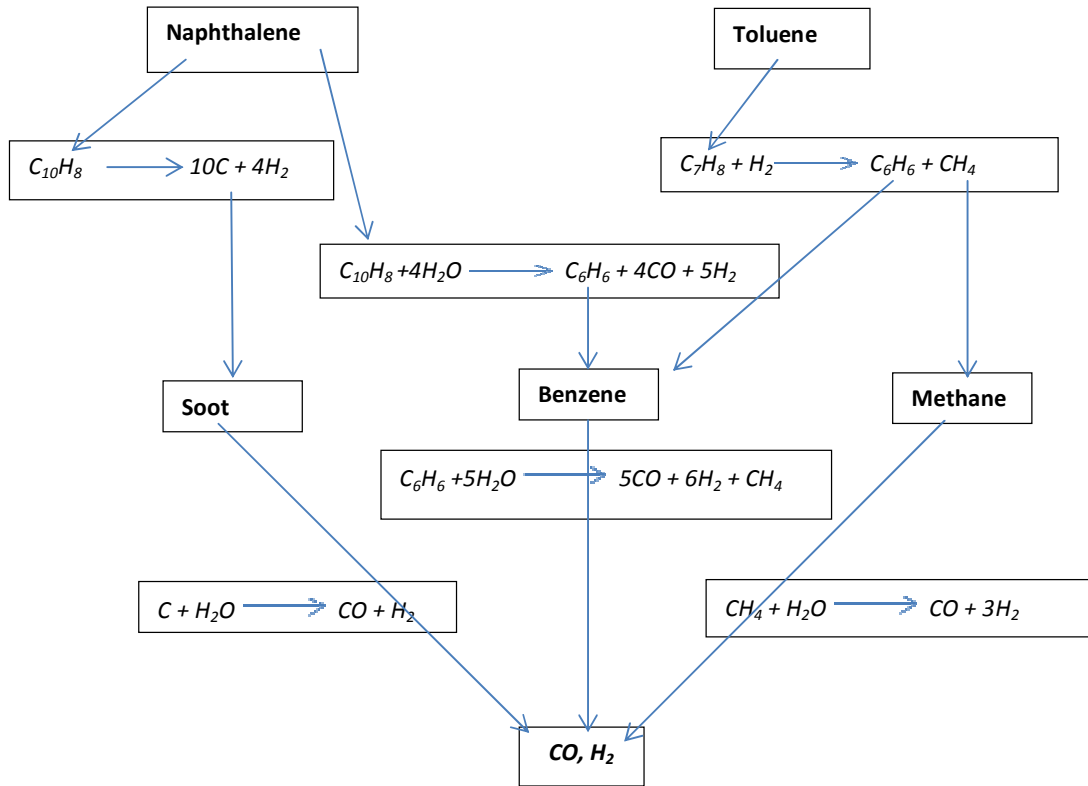 Naphthalene
Toluene
C₁₀H₈ → 10C + 4H₂
C₇H₈ + H₂ → C₆H₆ + CH₄
C₁₀H₈ +4H₂O → C₆H₆ + 4CO + 5H₂
Soot
Benzene
Methane
C₆H₆ +5H₂O → 5CO + 6H₂ + CH₄
C + H₂O → CO + H₂
CH₄ + H₂O → CO + 3H₂
CO, H₂